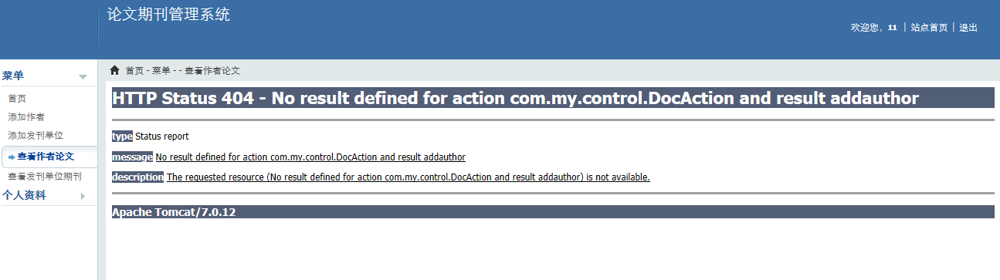 论文期刊管理系统
欢迎您，11 | 站点首页 | 退出
菜单
首页
添加作者
添加发刊单位
查看作者论文
查看发刊单位期刊
个人资料
首页 - 菜单 - - 查看作者论文
HTTP Status 404 - No result defined for action com.my.control.DocAction and result addauthor
type Status report
message No result defined for action com.my.control.DocAction and result addauthor
description The requested resource (No result defined for action com.my.control.DocAction and result addauthor) is not available.
Apache Tomcat/7.0.12